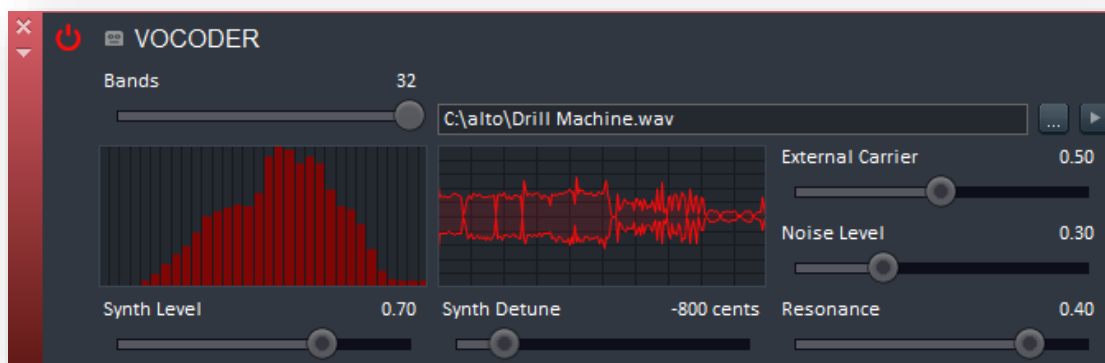 VOCODER
Bands 32
C:\alto\Drill Machine.wav ...
External Carrier 0.50
Noise Level 0.30
Synth Level 0.70 Synth Detune -800 cents Resonance 0.40